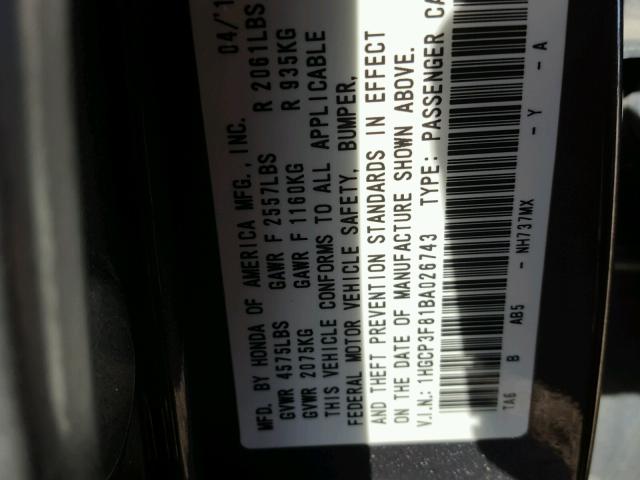 MFD. BY HONDA OF AMERICA MFG., INC. 04/'1
GVWR 4575LBS GAWR F 2557LBS R 2061LBS
GVWR 2075KG GAWR F 1160KG R 935KG
THIS VEHICLE CONFORMS TO ALL APPLICABLE
FEDERAL MOTOR VEHICLE SAFETY, BUMPER,
AND THEFT PREVENTION STANDARDS IN EFFECT
ON THE DATE OF MANUFACTURE SHOWN ABOVE.
V.I.N.: 1HGCP3F81BA026743 TYPE: PASSENGER CA
TA6 B AB5 - NH737MX - Y - A